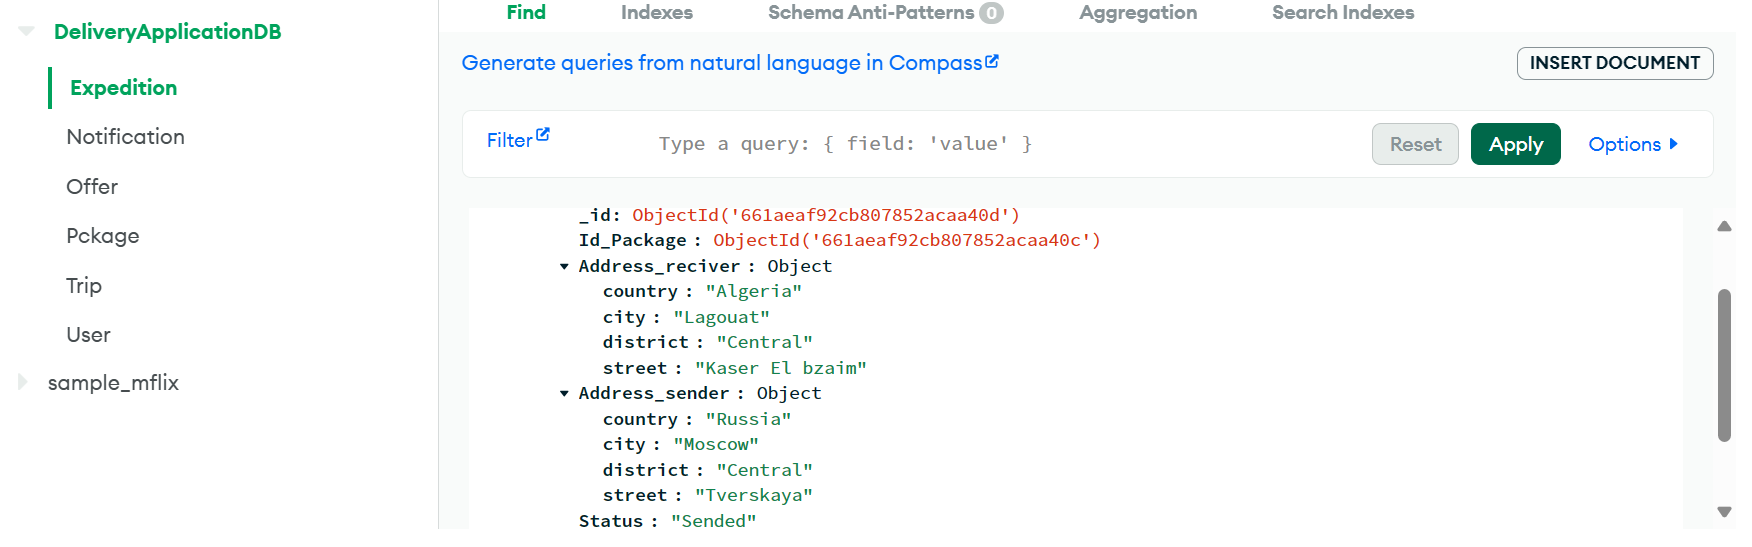 DeliveryApplicationDB
Expedition
Notification
Offer
Pckage
Trip
User
sample_mflix
Find Indexes Schema Anti-Patterns 0 Aggregation Search Indexes
Generate queries from natural language in Compass
INSERT DOCUMENT
Filter Type a query: { field: 'value' } Reset Apply Options
_id: ObjectId('661aeaf92cb807852acaa40d')
Id_Package : ObjectId('661aeaf92cb807852acaa40c')
Address_reciver : Object
country : "Algeria"
city : "Lagouat"
district : "Central"
street : "Kaser El bzaim"
Address_sender : Object
country : "Russia"
city : "Moscow"
district : "Central"
street : "Tverskaya"
Status : "Sended"